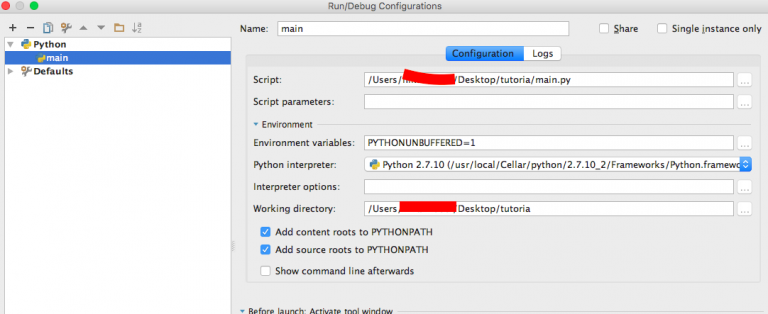 Run/Debug Configurations
Name: main Share Single instance only
Python
main
Defaults
Configuration Logs
Script: /Users/ /Desktop/tutoria/main.py ...
Script parameters: ...
Environment
Environment variables: PYTHONUNBUFFERED=1 ...
Python interpreter: Python 2.7.10 (/usr/local/Cellar/python/2.7.10_2/Frameworks/Python.framewo
Interpreter options: ...
Working directory: /Users/ /Desktop/tutoria ...
Add content roots to PYTHONPATH
Add source roots to PYTHONPATH
Show command line afterwards
Before launch: Activate tool window